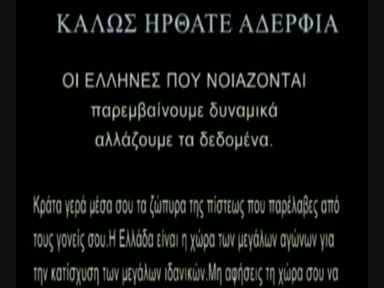 ΚΑΛΩΣ ΗΡΘΑΤΕ ΑΔΕΡΦΙΑ
ΟΙ ΕΛΛΗΝΕΣ ΠΟΥ ΝΟΙΑΖΟΝΤΑΙ
παρεμβαίνουμε δυναμικά
αλλάζουμε τα δεδομένα.
Κράτα γερά μέσα σου τα ζώπυρα της πίστεως που παρέλαβες από
τους γονείς σου.Η Ελλάδα είναι η χώρα των μεγάλων αγώνων για
την κατίσχυση των μεγάλων ιδανικών.Μη αφήσεις τη χώρα σου να